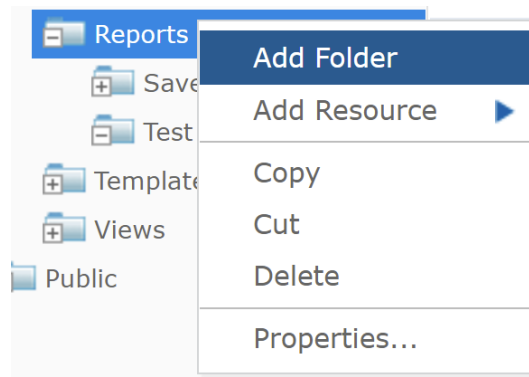 Reports
Save
Test
Template
Views
Public
Add Folder
Add Resource
Copy
Cut
Delete
Properties...